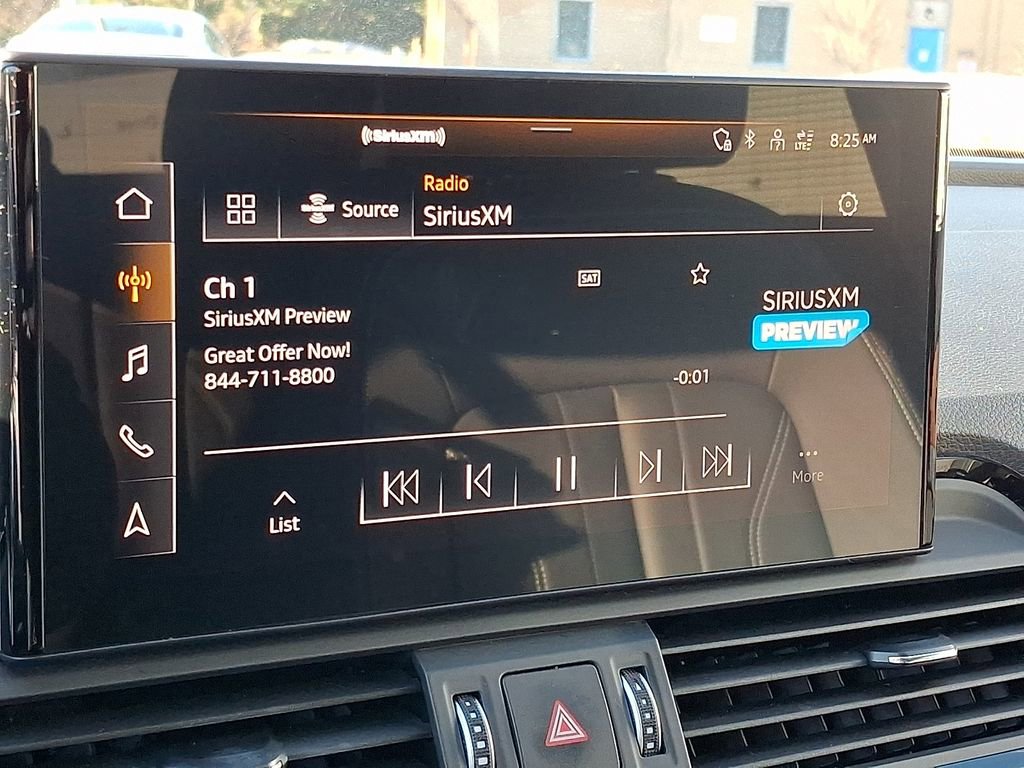 ((SiriusXM))
LTE
8:25 AM
Source
Radio
SiriusXM
Ch 1
SAT
SiriusXM Preview
SIRIUSXM
PREVIEW
Great Offer Now!
844-711-8800
-0:01
List
More